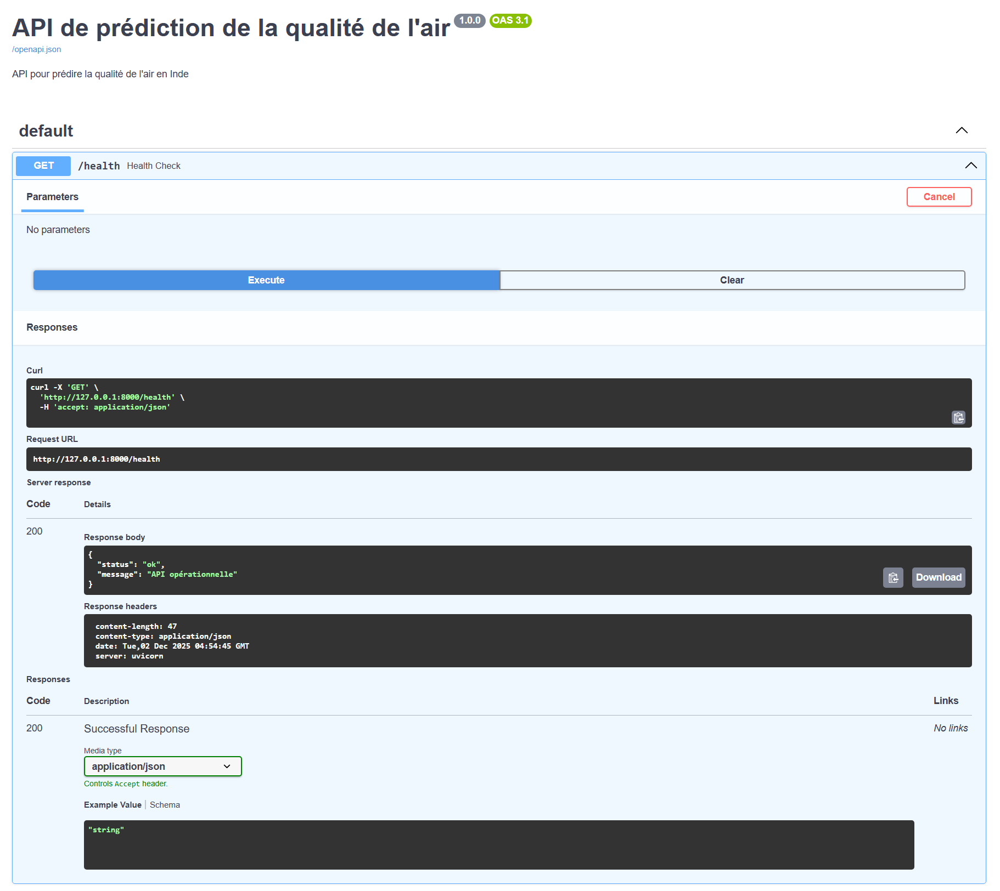 API de prédiction de la qualité de l'air 1.0.0 OAS 3.1
/openapi.json
API pour prédire la qualité de l'air en Inde
default
GET /health Health Check
Parameters Cancel
No parameters
Execute Clear
Responses
Curl
curl -X 'GET' \
  'http://127.0.0.1:8000/health' \
  -H 'accept: application/json'
Request URL
http://127.0.0.1:8000/health
Server response
Code Details
200
Response body
{
  "status": "ok",
  "message": "API opérationnelle"
}
Download
Response headers
content-length: 47
content-type: application/json
date: Tue,02 Dec 2025 04:54:45 GMT
server: uvicorn
Responses
Code Description Links
200 Successful Response No links
Media type
application/json
Controls Accept header.
Example Value Schema
"string"